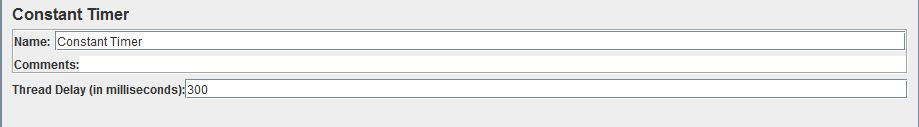 Constant Timer
Name: Constant Timer
Comments:
Thread Delay (in milliseconds): 300